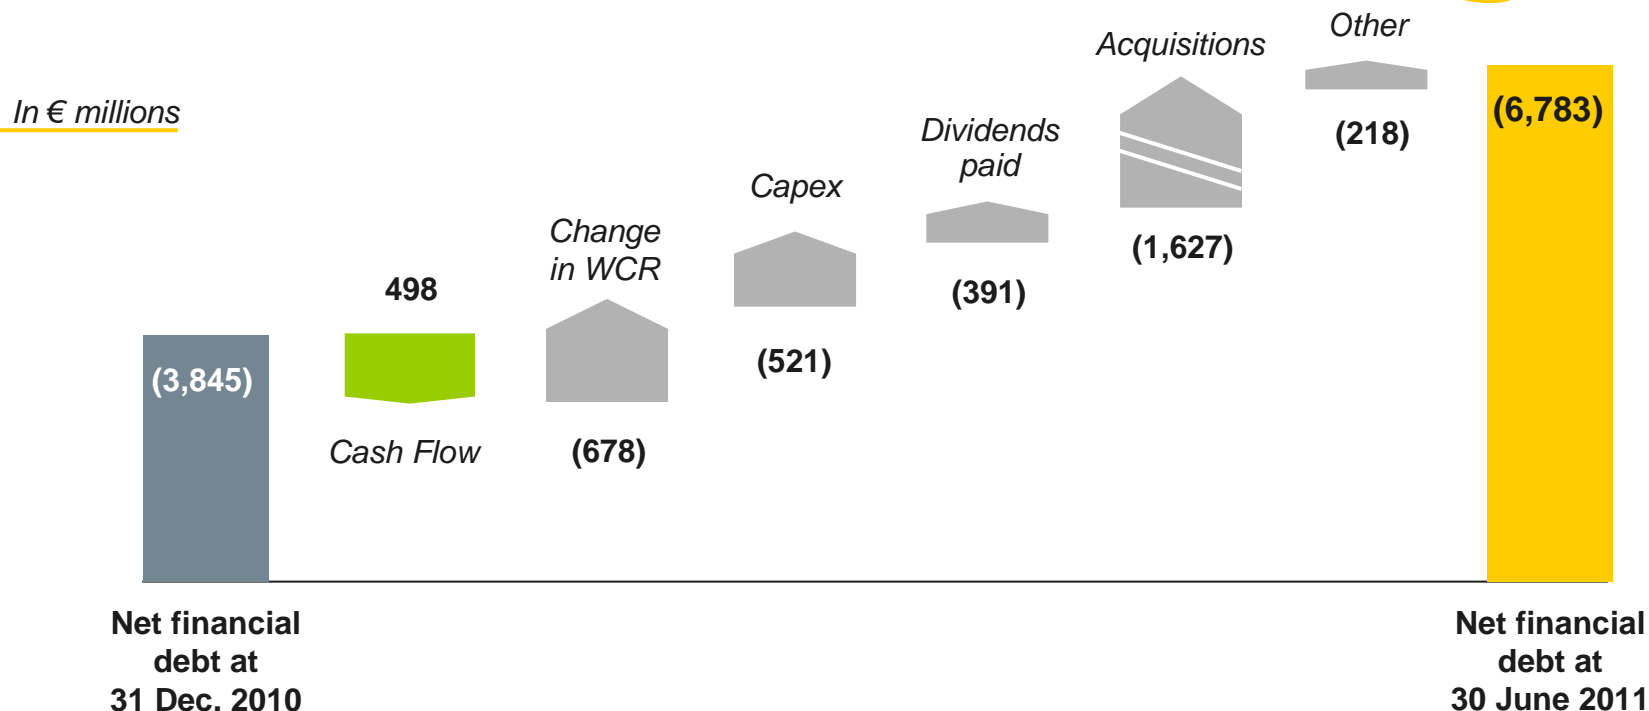 In € millions
(3,845)
498
Cash Flow
Change
in WCR
(678)
Capex
(521)
Dividends
paid
(391)
Acquisitions
(1,627)
Other
(218)
(6,783)
Net financial
debt at
31 Dec. 2010
Net financial
debt at
30 June 2011